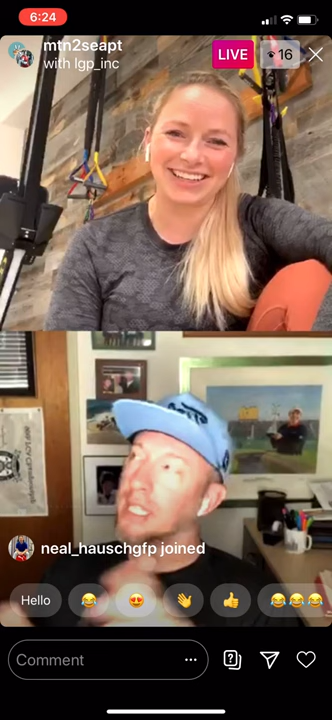 6:24
mtn2seapt
with lgp_inc
LIVE
16
neal_hauschgfp joined
Hello
Comment